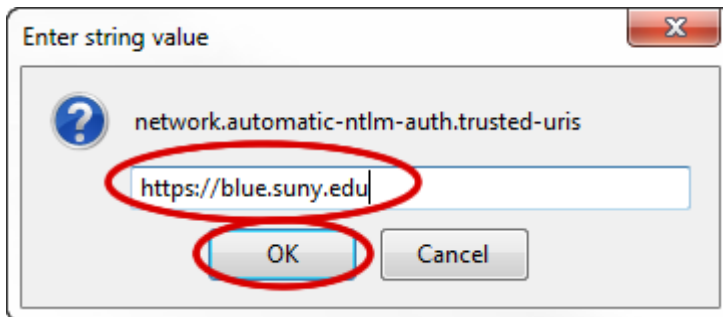 Enter string value
network.automatic-ntlm-auth.trusted-uris
https://blue.suny.edu
OK Cancel